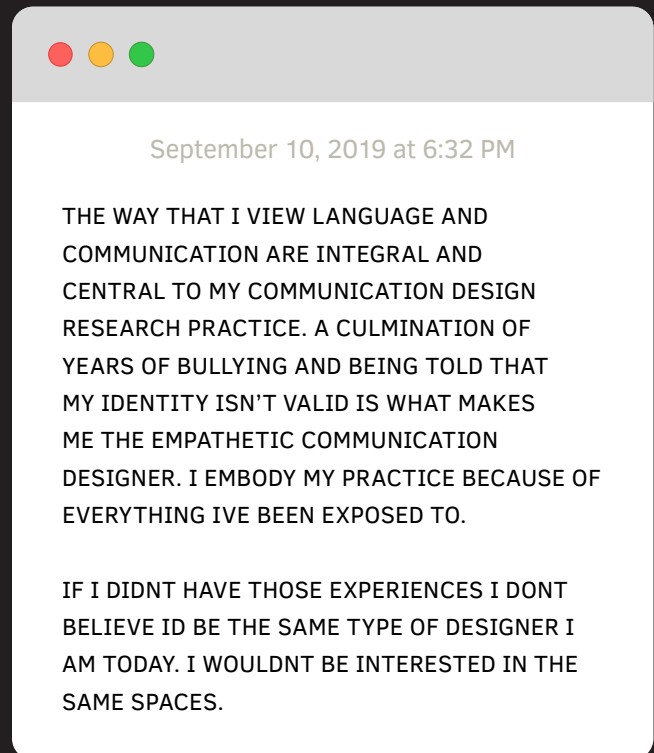 September 10, 2019 at 6:32 PM
THE WAY THAT I VIEW LANGUAGE AND
COMMUNICATION ARE INTEGRAL AND
CENTRAL TO MY COMMUNICATION DESIGN
RESEARCH PRACTICE. A CULMINATION OF
YEARS OF BULLYING AND BEING TOLD THAT
MY IDENTITY ISN’T VALID IS WHAT MAKES
ME THE EMPATHETIC COMMUNICATION
DESIGNER. I EMBODY MY PRACTICE BECAUSE OF
EVERYTHING IVE BEEN EXPOSED TO.
IF I DIDNT HAVE THOSE EXPERIENCES I DONT
BELIEVE ID BE THE SAME TYPE OF DESIGNER I
AM TODAY. I WOULDNT BE INTERESTED IN THE
SAME SPACES.